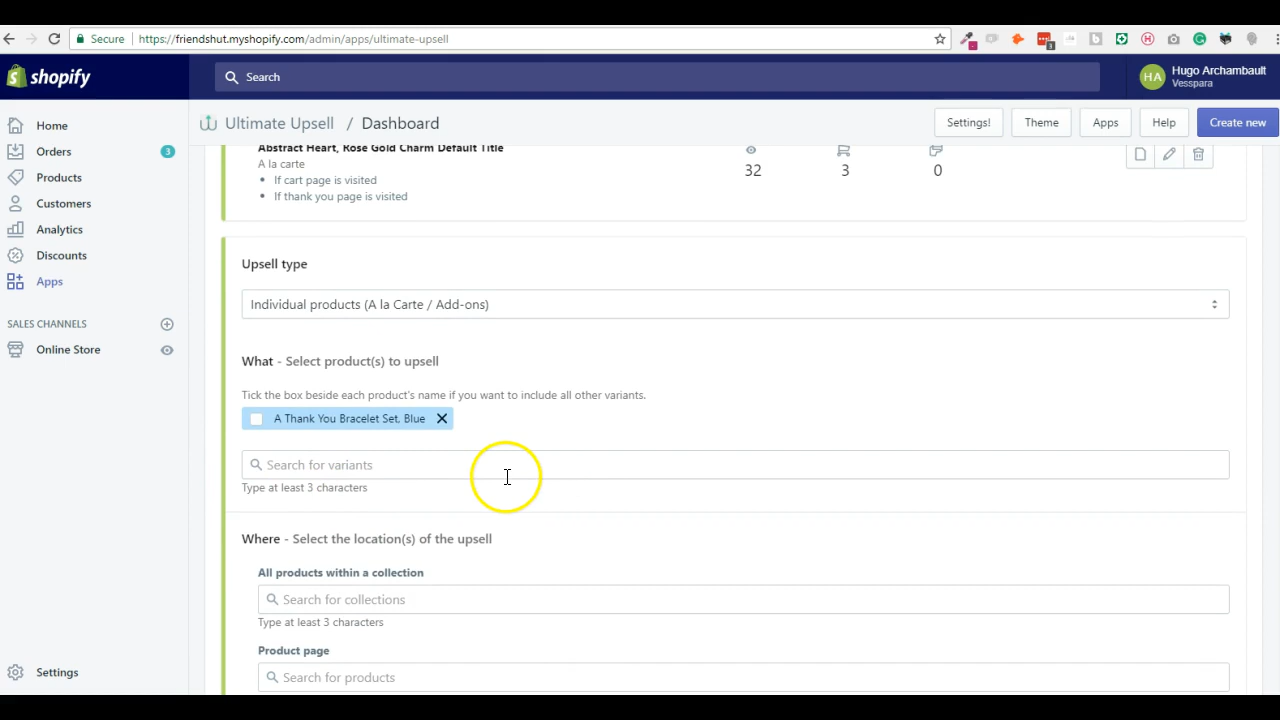 Secure
https://friendshut.myshopify.com/admin/apps/ultimate-upsell
3
shopify
Search
HA
Hugo Archambault
Vesspara
Home
Orders
3
Products
Customers
Analytics
Discounts
Apps
SALES CHANNELS
Online Store
Settings
Ultimate Upsell / Dashboard
Settings!
Theme
Apps
Help
Create new
Abstract Heart, Rose Gold Charm Default Title
A la carte
• If cart page is visited
• If thank you page is visited
32
3
0
Upsell type
Individual products (A la Carte / Add-ons)
What - Select product(s) to upsell
Tick the box beside each product's name if you want to include all other variants.
A Thank You Bracelet Set, Blue
Search for variants
Type at least 3 characters
Where - Select the location(s) of the upsell
All products within a collection
Search for collections
Type at least 3 characters
Product page
Search for products